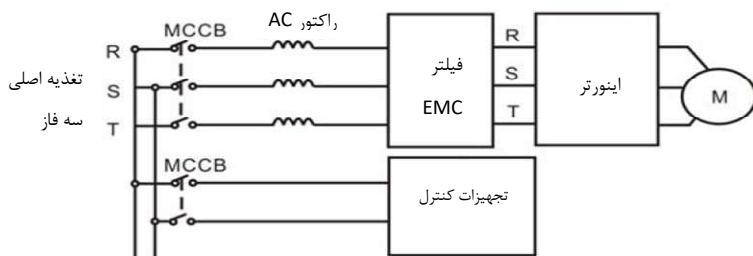 MCCB
راکتور AC
R
S
T
تغذیه اصلی
سه فاز
فیلتر
EMC
R
S
T
اینورتر
M
MCCB
تجهیزات کنترل